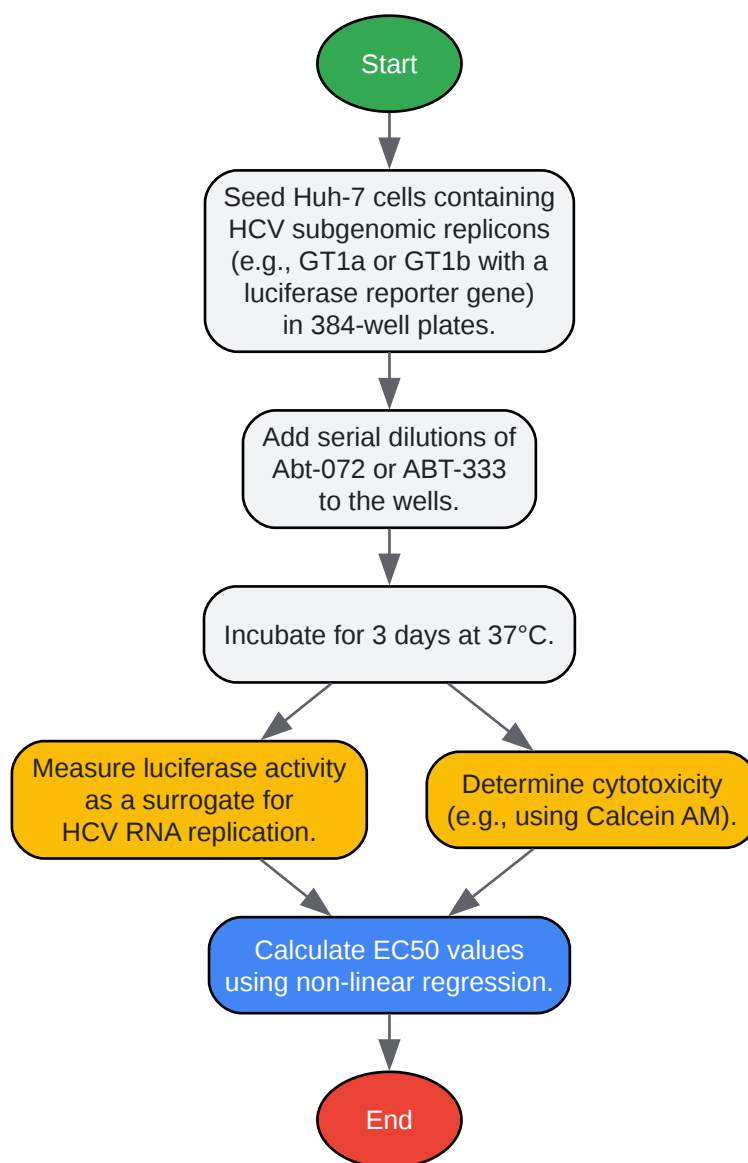 Start
Seed Huh-7 cells containing
HCV subgenomic replicons
(e.g., GT1a or GT1b with a
luciferase reporter gene)
in 384-well plates.
Add serial dilutions of
Abt-072 or ABT-333
to the wells.
Incubate for 3 days at 37°C.
Measure luciferase activity
as a surrogate for
HCV RNA replication.
Determine cytotoxicity
(e.g., using Calcein AM).
Calculate EC50 values
using non-linear regression.
End